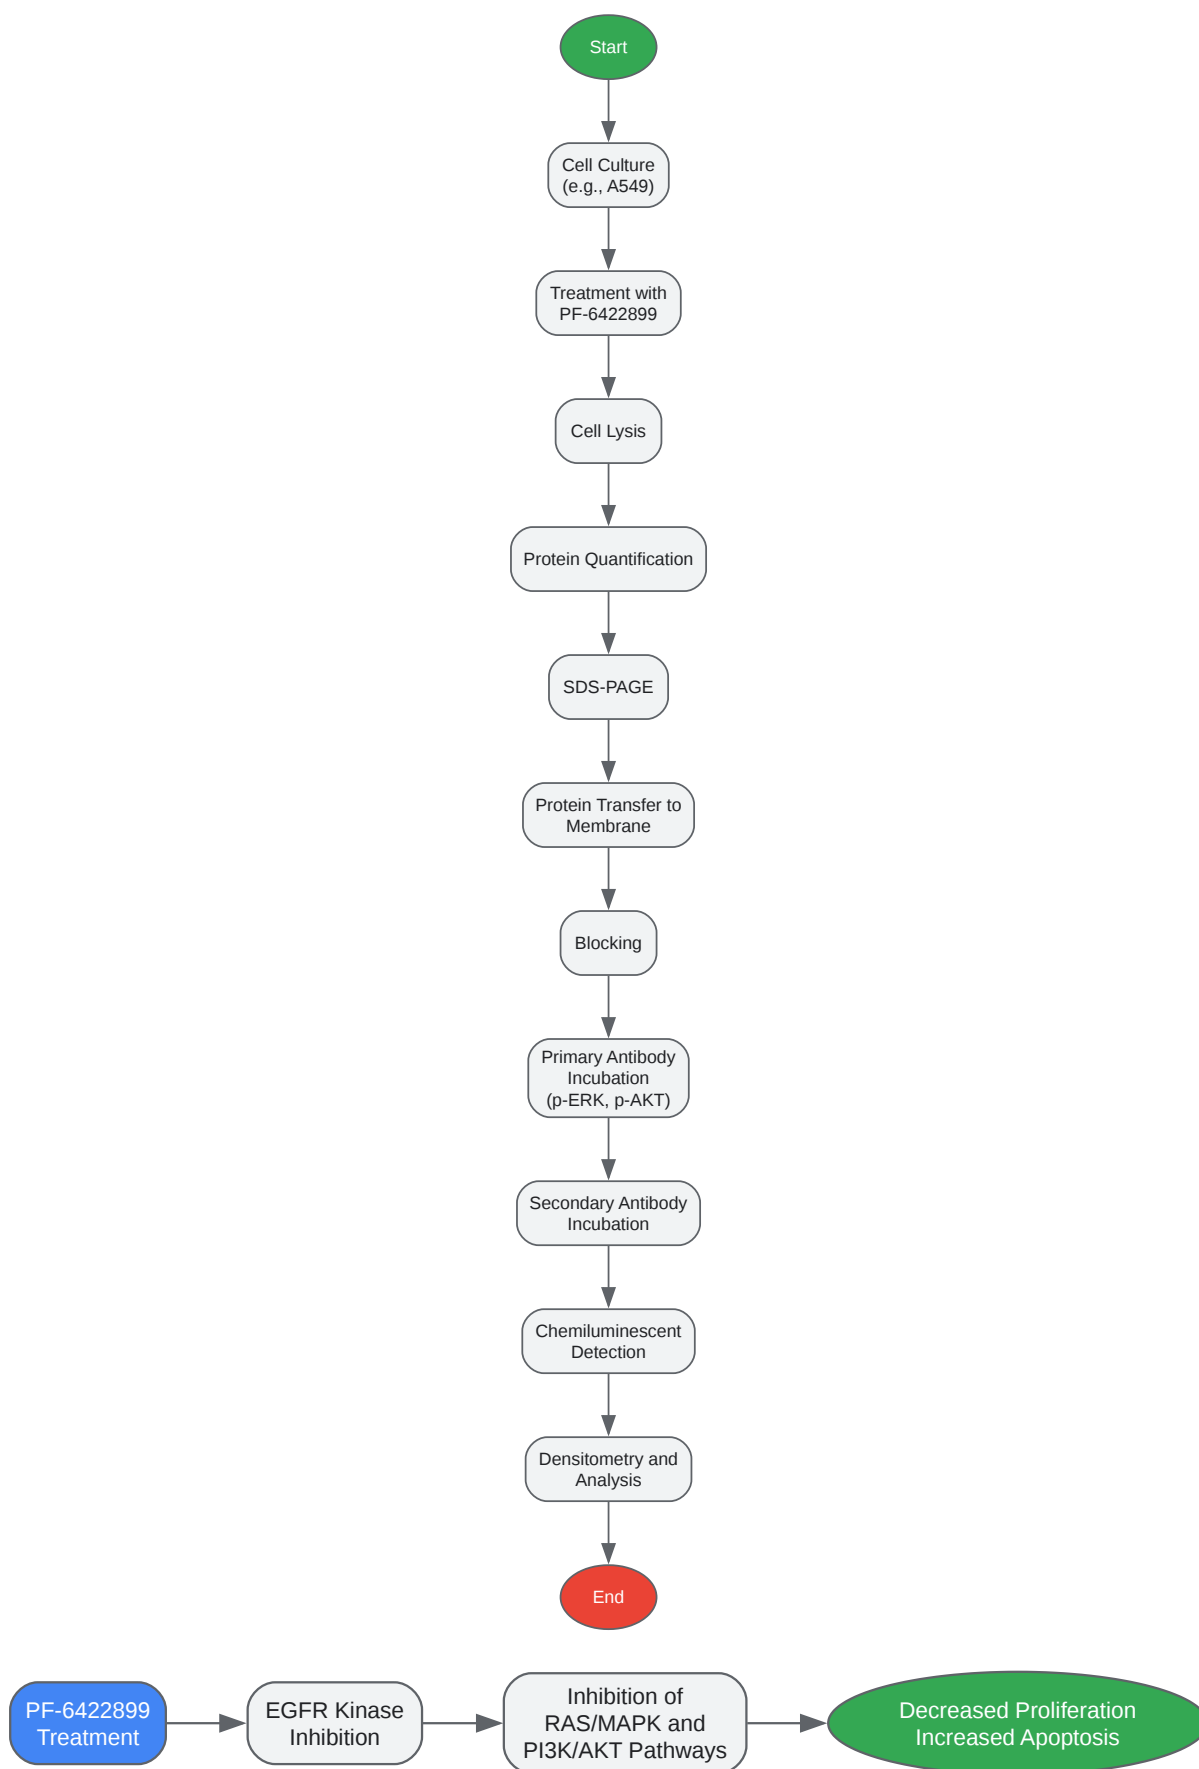 Start
Cell Culture
(e.g., A549)
Treatment with
PF-6422899
Cell Lysis
Protein Quantification
SDS-PAGE
Protein Transfer to
Membrane
Blocking
Primary Antibody
Incubation
(p-ERK, p-AKT)
Secondary Antibody
Incubation
Chemiluminescent
Detection
Densitometry and
Analysis
End
PF-6422899
Treatment
EGFR Kinase
Inhibition
Inhibition of
RAS/MAPK and
PI3K/AKT Pathways
Decreased Proliferation
Increased Apoptosis